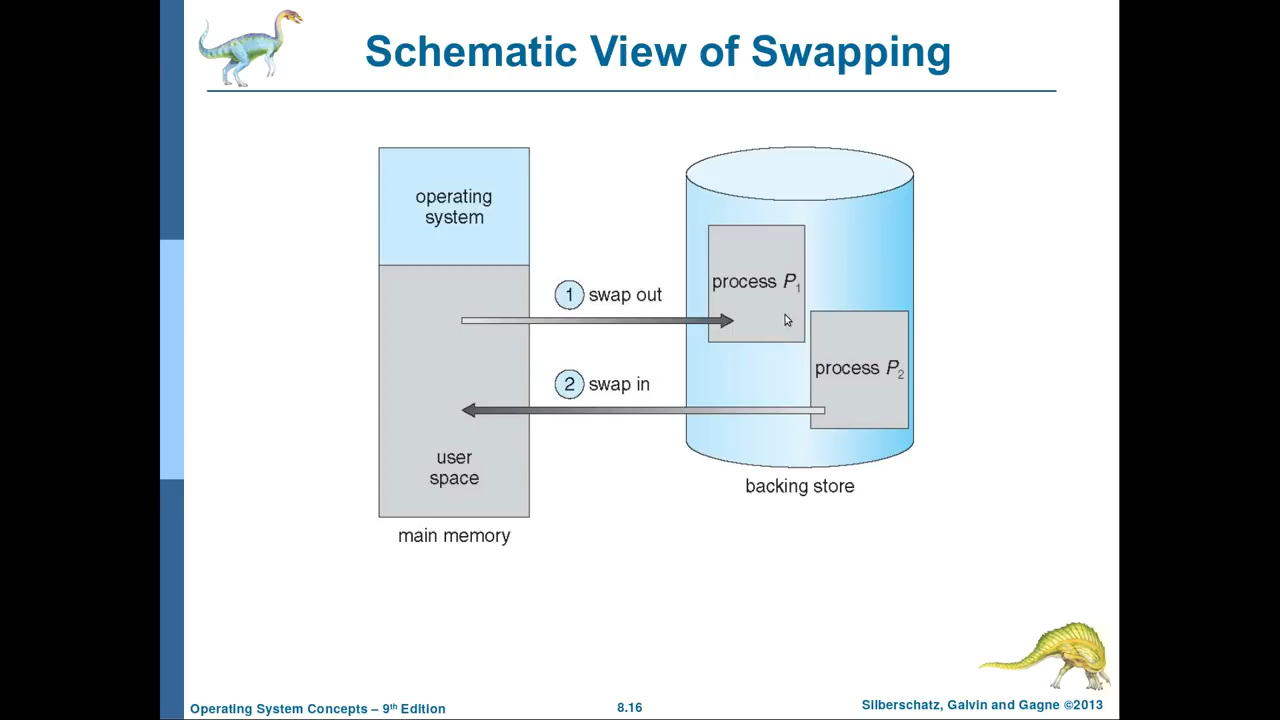 Schematic View of Swapping
operating
system
1 swap out
process P1
2 swap in
process P2
user
space
backing store
main memory
Operating System Concepts – 9th Edition
8.16
Silberschatz, Galvin and Gagne ©2013